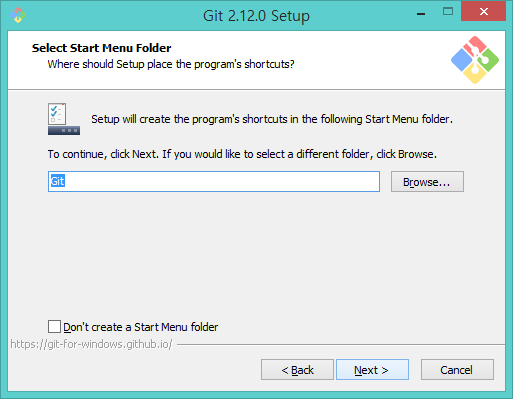 Git 2.12.0 Setup
Select Start Menu Folder
Where should Setup place the program's shortcuts?
Setup will create the program's shortcuts in the following Start Menu folder.
To continue, click Next. If you would like to select a different folder, click Browse.
Git
Browse...
Don't create a Start Menu folder
https://git-for-windows.github.io/
< Back
Next >
Cancel